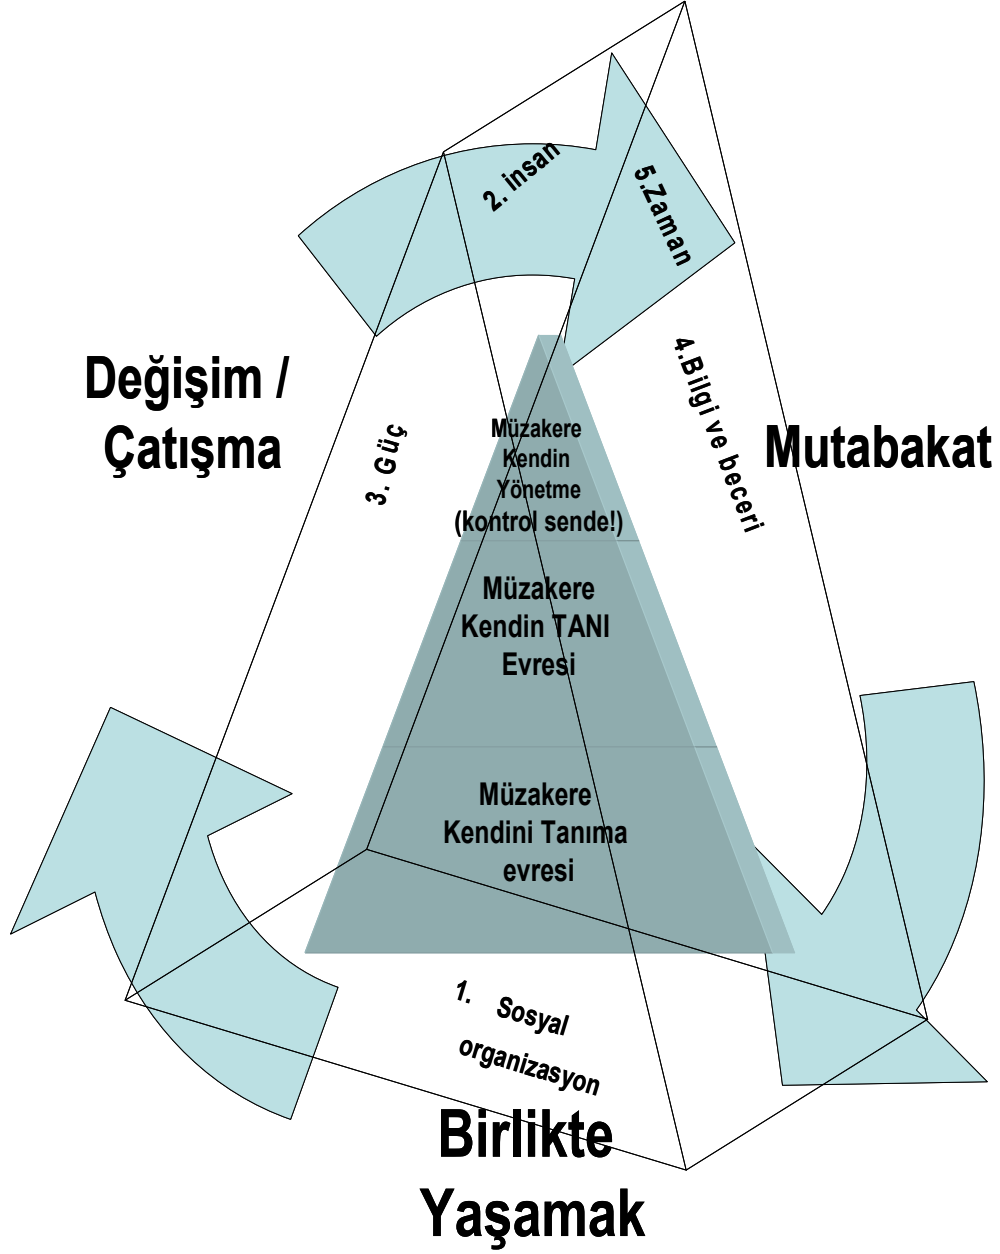 2. insan
5.Zaman
Değişim /
Çatışma
3. Güç
4.Bilgi ve beceri
Mutabakat
Müzakere
Kendin
Yönetme
(kontrol sende!)
Müzakere
Kendin TANI
Evresi
Müzakere
Kendini Tanıma
evresi
1. Sosyal
organizasyon
Birlikte
Yaşamak